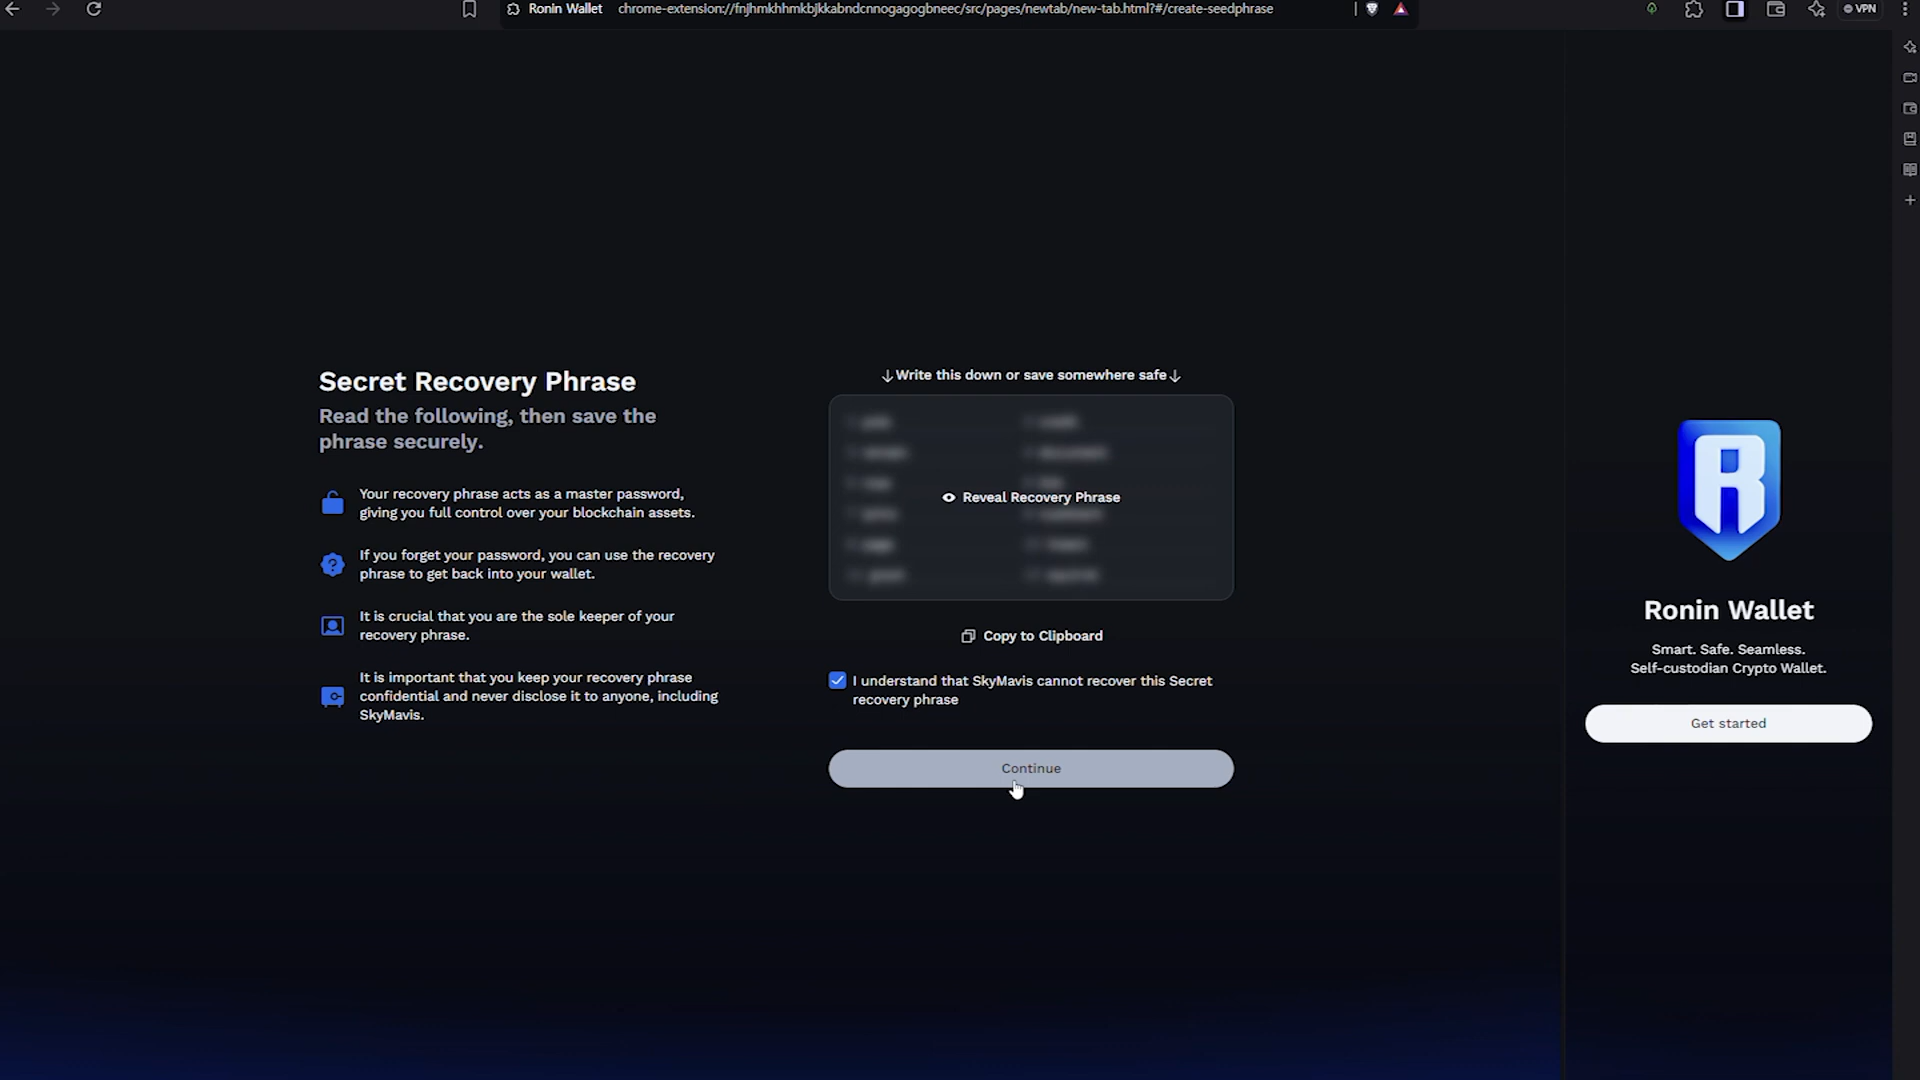 Ronin Wallet
chrome-extension://fnjhmkhhmkbjkkabndcnnogagogbneec/src/pages/newtab/new-tab.html?#/create-seedphrase
VPN
Secret Recovery Phrase
Read the following, then save the
phrase securely.
Your recovery phrase acts as a master password,
giving you full control over your blockchain assets.
If you forget your password, you can use the recovery
phrase to get back into your wallet.
It is crucial that you are the sole keeper of your
recovery phrase.
It is important that you keep your recovery phrase
confidential and never disclose it to anyone, including
SkyMavis.
↓Write this down or save somewhere safe↓
Reveal Recovery Phrase
Copy to Clipboard
I understand that SkyMavis cannot recover this Secret
recovery phrase
Continue
Ronin Wallet
Smart. Safe. Seamless.
Self-custodian Crypto Wallet.
Get started